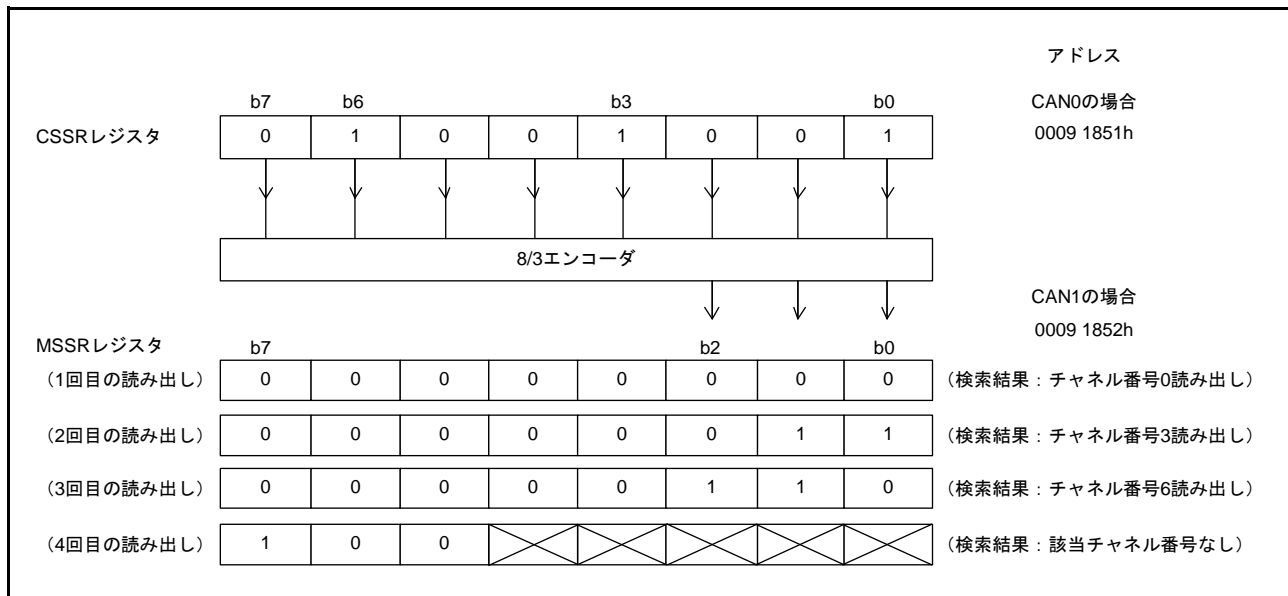 アドレス
b7 b6 b3 b0 CAN0の場合
CSSRレジスタ 0 1 0 0 1 0 0 1 0009 1851h
8/3エンコーダ
CAN1の場合
0009 1852h
MSSRレジスタ b7 b2 b0
(1回目の読み出し) 0 0 0 0 0 0 0 0 (検索結果:チャネル番号0読み出し)
(2回目の読み出し) 0 0 0 0 0 0 1 1 (検索結果:チャネル番号3読み出し)
(3回目の読み出し) 0 0 0 0 0 1 1 0 (検索結果:チャネル番号6読み出し)
(4回目の読み出し) 1 0 0 (検索結果:該当チャネル番号なし)